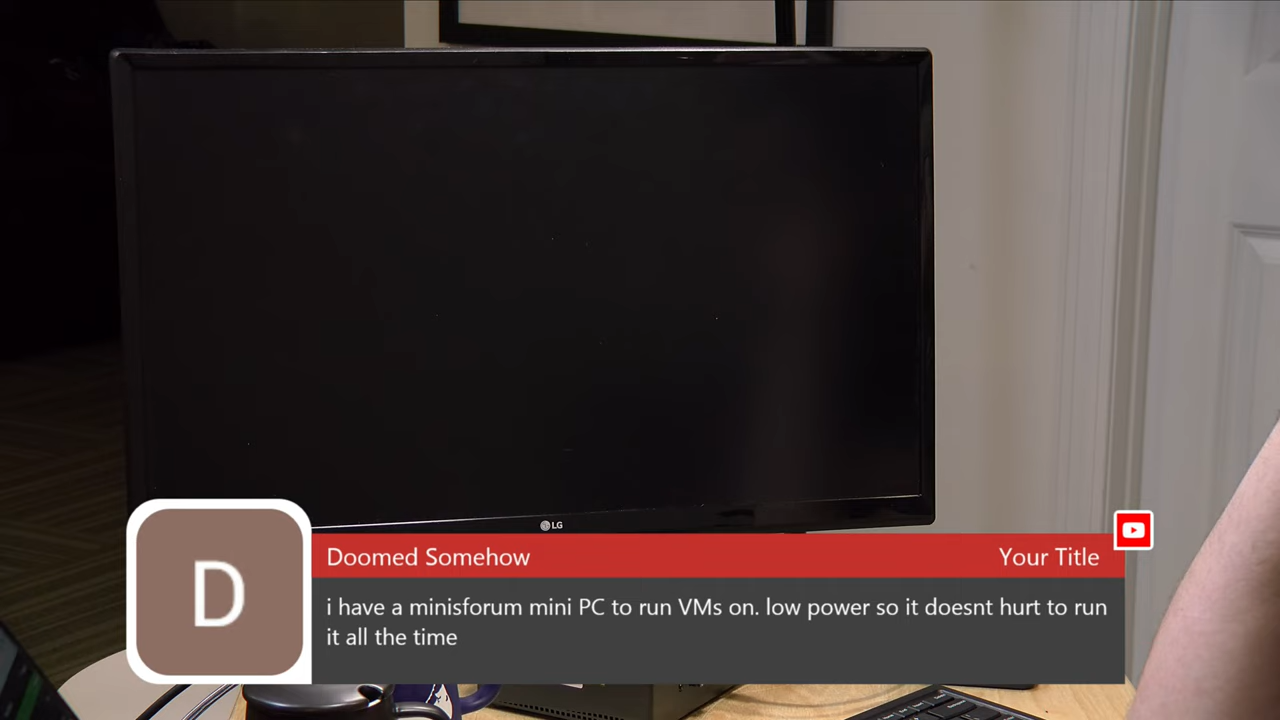 LG
D
Doomed Somehow
Your Title
i have a minisforum mini PC to run VMs on. low power so it doesnt hurt to run
it all the time